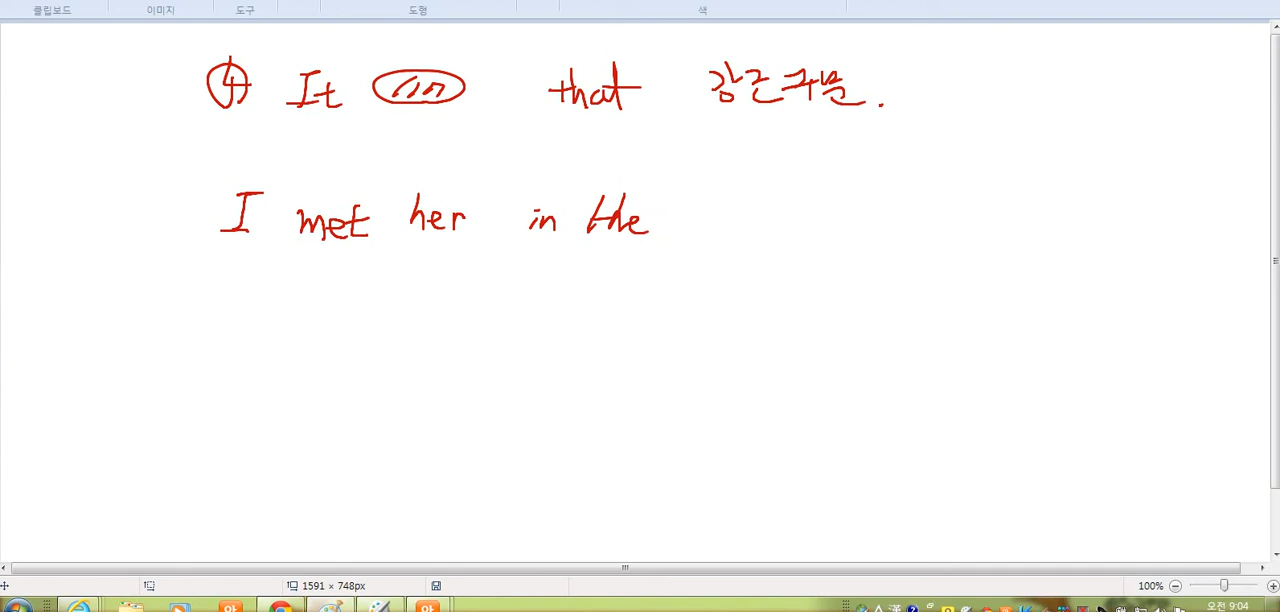 클립보드 이미지 도구 도형 색
④ It that 강조구문.
I met her in the
1591 × 748px 100%
오전 9:04